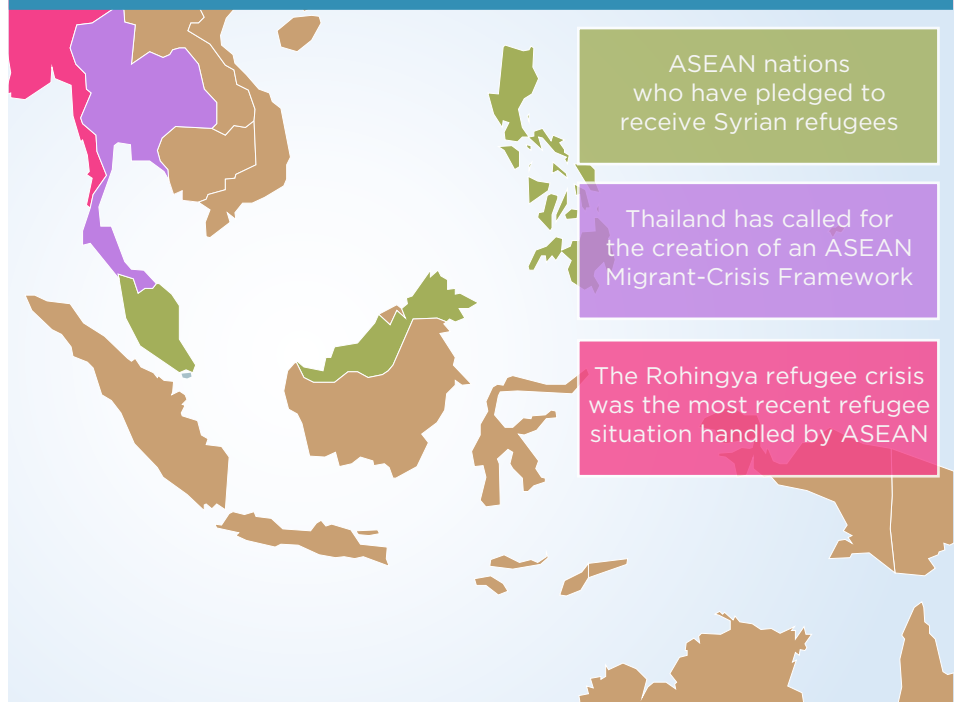 ASEAN nations
who have pledged to
receive Syrian refugees
Thailand has called for
the creation of an ASEAN
Migrant-Crisis Framework
The Rohingya refugee crisis
was the most recent refugee
situation handled by ASEAN